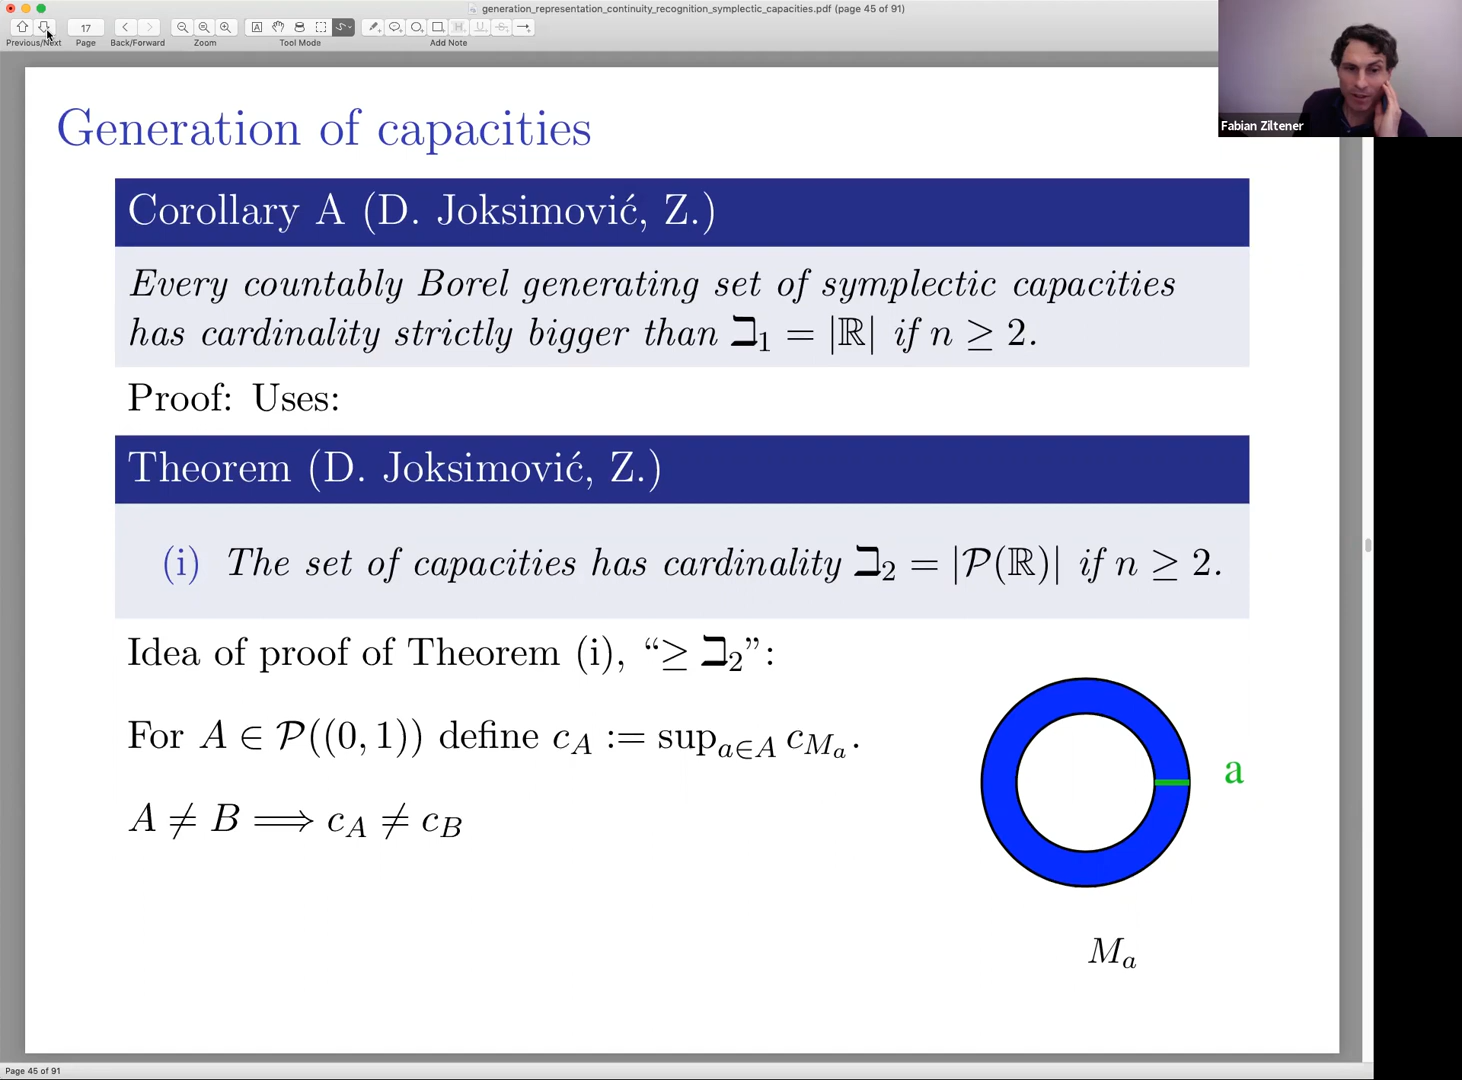 generation_representation_continuity_recognition_symplectic_capacities.pdf (page 45 of 91)
17
Previous/Next Page Back/Forward Zoom Tool Mode Add Note
Fabian Ziltener
Generation of capacities
Corollary A (D. Joksimović, Z.)
Every countably Borel generating set of symplectic capacities
has cardinality strictly bigger than ℶ₁ = |ℝ| if n ≥ 2.
Proof: Uses:
Theorem (D. Joksimović, Z.)
(i) The set of capacities has cardinality ℶ₂ = |𝒫(ℝ)| if n ≥ 2.
Idea of proof of Theorem (i), “≥ ℶ₂”:
For A ∈ 𝒫((0, 1)) define c_A := sup_{a∈A} c_{M_a}.
A ≠ B ⟹ c_A ≠ c_B
a
M_a
Page 45 of 91